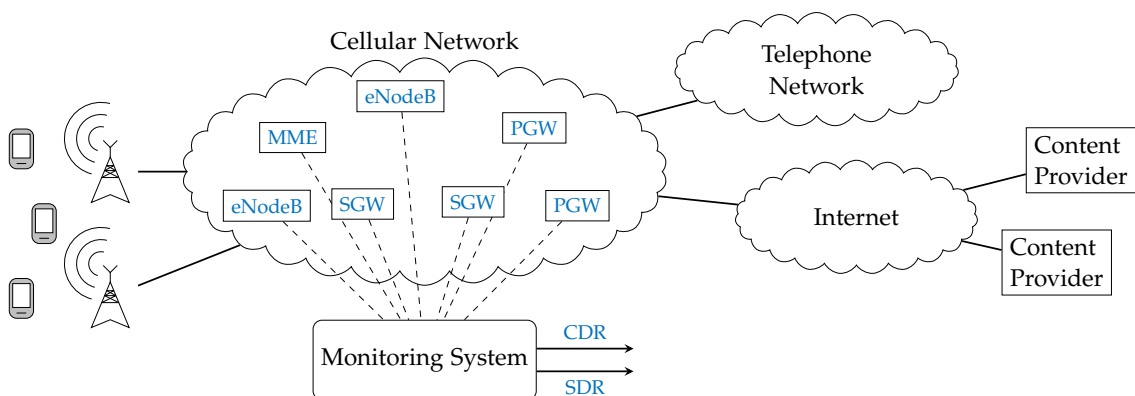 Cellular Network
Telephone
Network
eNodeB
MME
PGW
eNodeB
SGW
SGW
PGW
Internet
Content
Provider
Content
Provider
Monitoring System
CDR
SDR